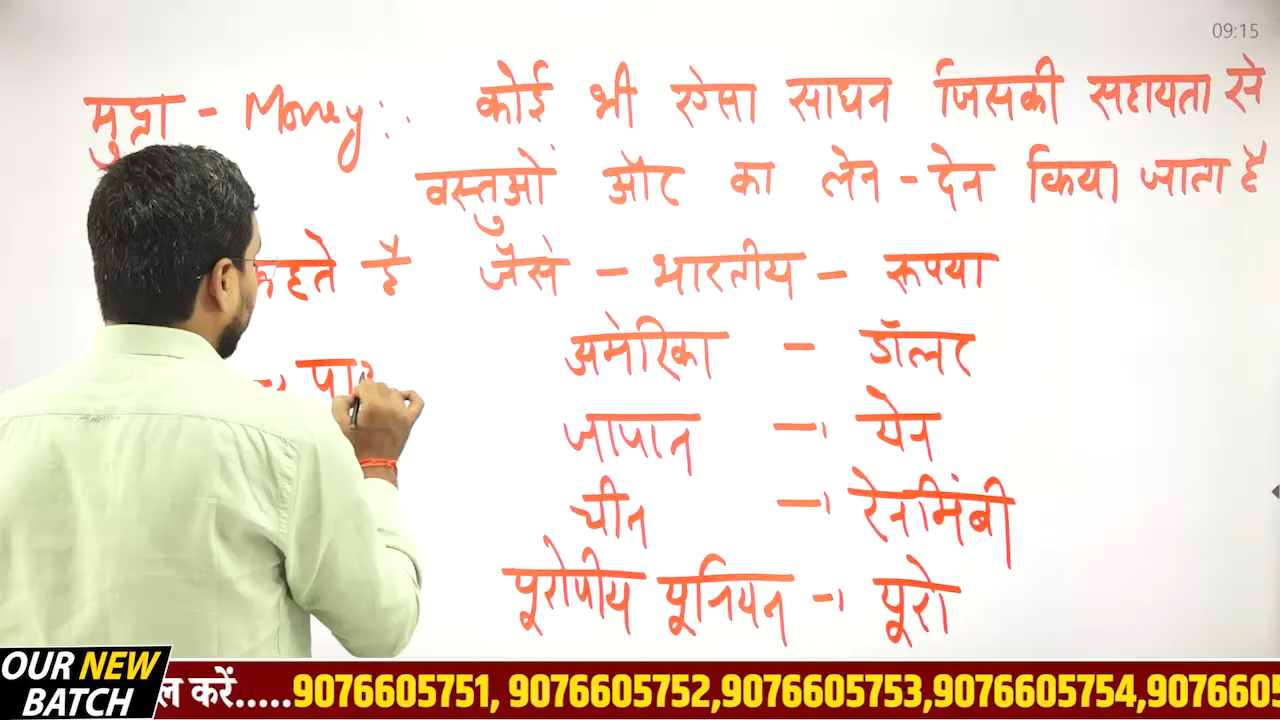 09:15
मुद्रा - Money: कोई भी ऐसा साधन जिसकी सहायता से
वस्तुओं और का लेन - देन किया जाता है
कहते है जैसे - भारतीय - रूपया
अमेरिका - डॉलर
पा
जापान - येन
चीन - रेनमिंबी
यूरोपीय यूनियन - यूरो
OUR NEW
BATCH
ल करें.....9076605751, 9076605752,9076605753,9076605754,9076605